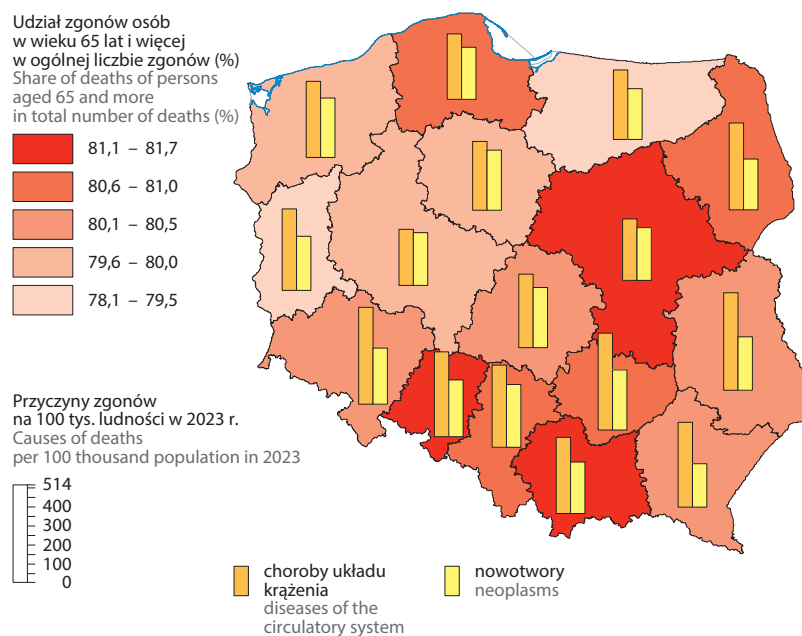 Udział zgonów osób
w wieku 65 lat i więcej
w ogólnej liczbie zgonów (%)
Share of deaths of persons
aged 65 and more
in total number of deaths (%)
81,1 – 81,7
80,6 – 81,0
80,1 – 80,5
79,6 – 80,0
78,1 – 79,5
Przyczyny zgonów
na 100 tys. ludności w 2023 r.
Causes of deaths
per 100 thousand population in 2023
514
400
300
200
100
0
choroby układu
krążenia
diseases of the
circulatory system
nowotwory
neoplasms